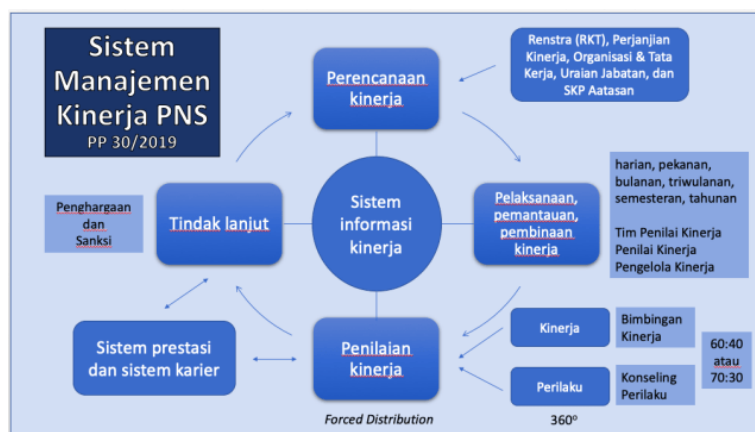 Sistem
Manajemen
Kinerja PNS
PP 30/2019
Perencanaan
kinerja
Renstra (RKT), Perjanjian
Kinerja, Organisasi & Tata
Kerja, Uraian Jabatan, dan
SKP Aatasan
Penghargaan
dan
Sanksi
Tindak lanjut
Sistem
informasi
kinerja
Pelaksanaan,
pemantauan,
pembinaan
kinerja
harian, pekanan,
bulanan, triwulanan,
semesteran, tahunan
Tim Penilai Kinerja
Penilai Kinerja
Pengelola Kinerja
Sistem prestasi
dan sistem karier
Penilaian
kinerja
Kinerja
Bimbingan
Kinerja
Perilaku
Konseling
Perilaku
60:40
atau
70:30
Forced Distribution
360°